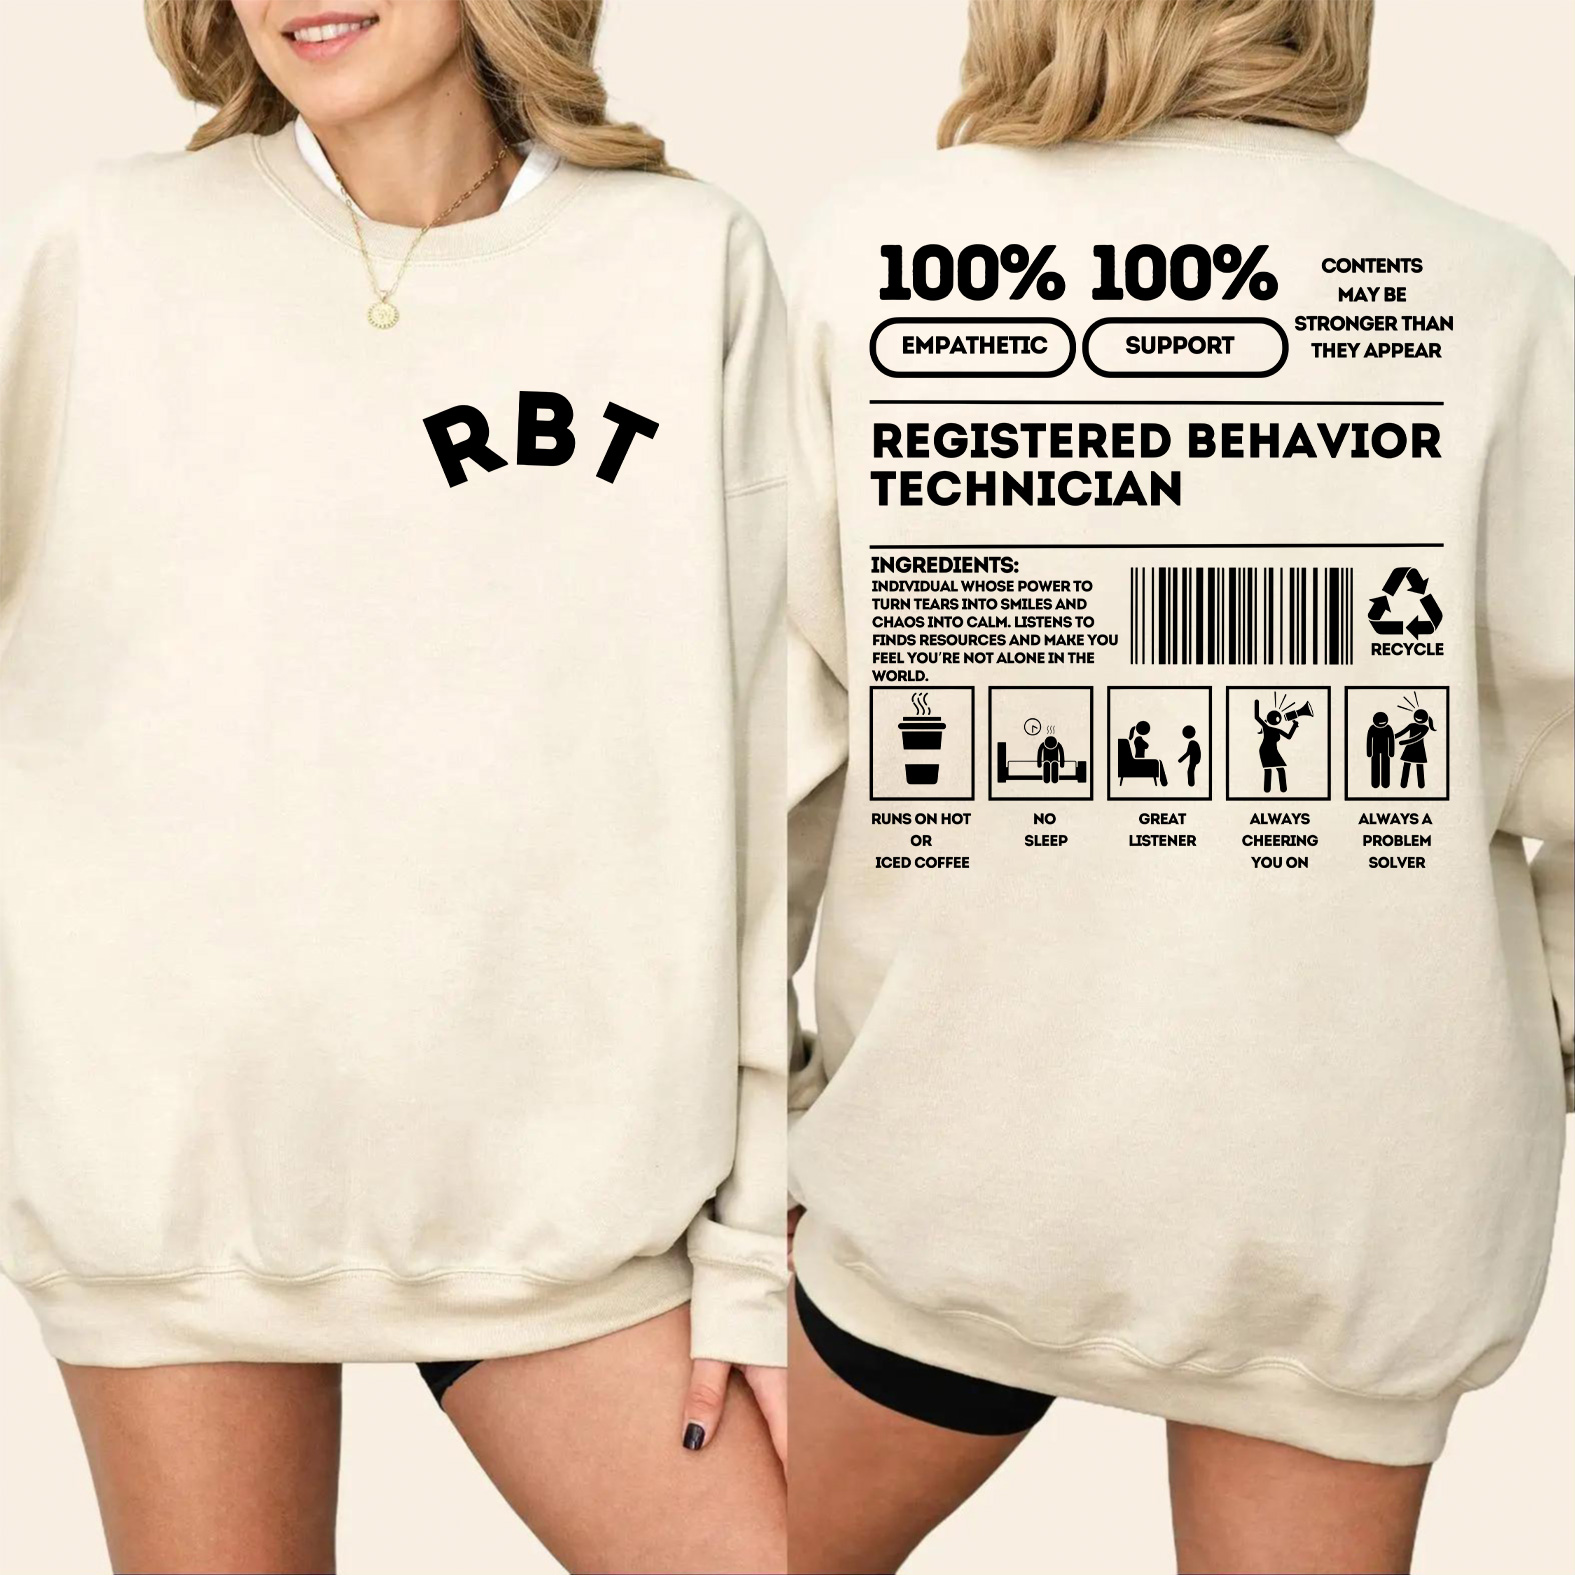 RBT
100% 100%
EMPATHETIC
SUPPORT
CONTENTS
MAY BE
STRONGER THAN
THEY APPEAR
REGISTERED BEHAVIOR
TECHNICIAN
INGREDIENTS:
INDIVIDUAL WHOSE POWER TO
TURN TEARS INTO SMILES AND
CHAOS INTO CALM. LISTENS TO
FINDS RESOURCES AND MAKE YOU
FEEL YOU'RE NOT ALONE IN THE
WORLD.
RECYCLE
RUNS ON HOT
OR
ICED COFFEE
NO
SLEEP
GREAT
LISTENER
ALWAYS
CHEERING
YOU ON
ALWAYS A
PROBLEM
SOLVER